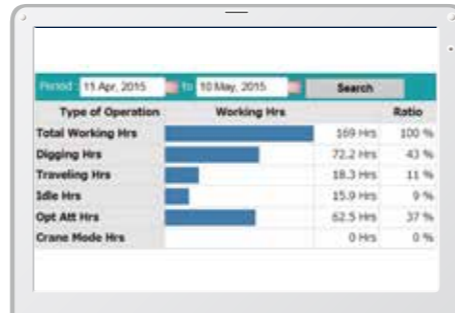 Period : 11 Apr, 2015 to 10 May, 2015 Search
Type of Operation Working Hrs Ratio
Total Working Hrs 169 Hrs 100 %
Digging Hrs 72.2 Hrs 43 %
Traveling Hrs 18.3 Hrs 11 %
Idle Hrs 15.9 Hrs 9 %
Opt Att Hrs 62.5 Hrs 37 %
Crane Mode Hrs 0 Hrs 0 %